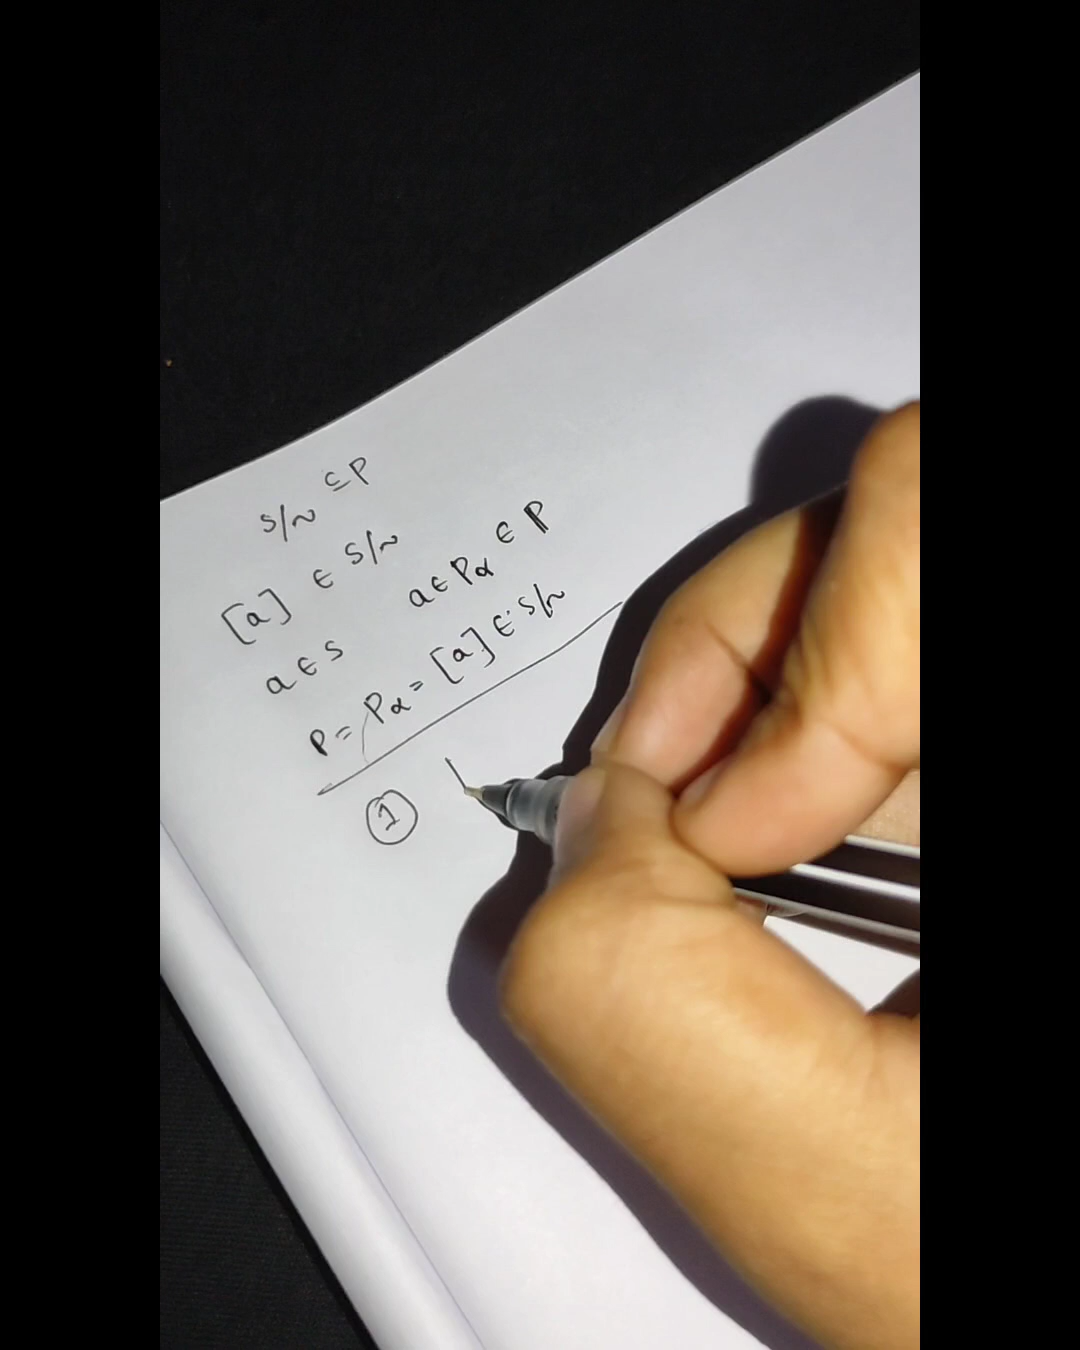 S/~ ⊆ P
[a] ∈ S/~
a ∈ S a ∈ Pα ∈ P
P = Pα = [a] ∈ S/~
①